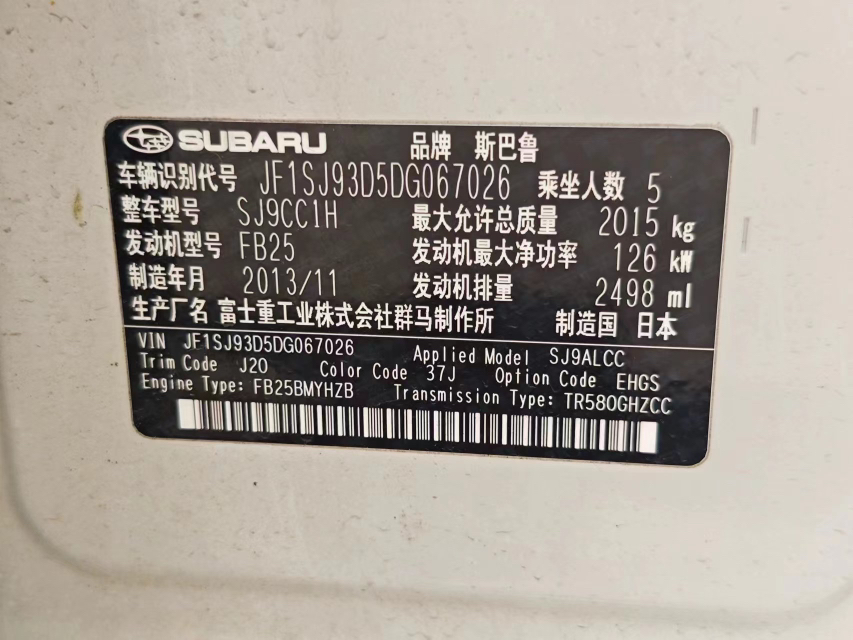 SUBARU 品牌 斯巴鲁
车辆识别代号 JF1SJ93D5DG067026 乘坐人数 5
整车型号 SJ9CC1H 最大允许总质量 2015 kg
发动机型号 FB25 发动机最大净功率 126 kW
制造年月 2013/11 发动机排量 2498 ml
生产厂名 富士重工业株式会社群马制作所 制造国 日本
VIN JF1SJ93D5DG067026 Applied Model SJ9ALCC
Trim Code J20 Color Code 37J Option Code EHGS
Engine Type: FB25BMYHZB Transmission Type: TR580GHZCC